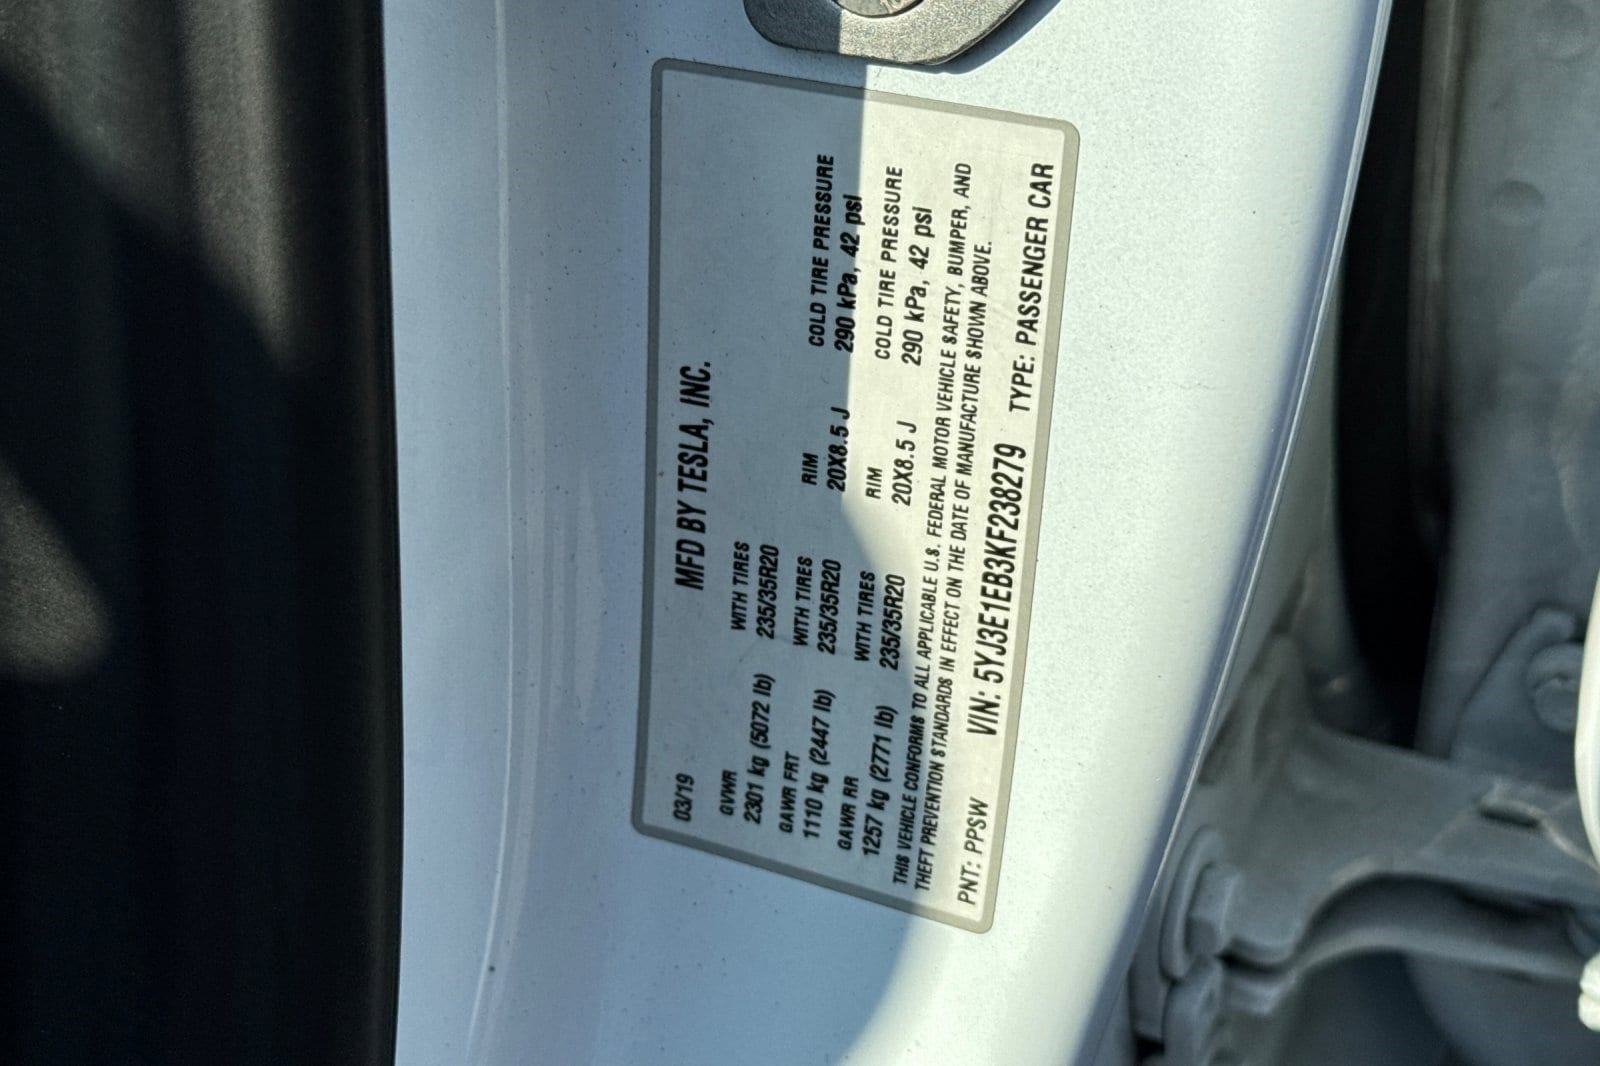 MFD BY TESLA, INC.
03/19
GVWR WITH TIRES
2301 kg (5072 lb) 235/35R20
GAWR FRT WITH TIRES RIM COLD TIRE PRESSURE
1110 kg (2447 lb) 235/35R20 20X8.5 J 290 kPa, 42 psi
GAWR RR WITH TIRES RIM COLD TIRE PRESSURE
1257 kg (2771 lb) 235/35R20 20X8.5 J 290 kPa, 42 psi
THIS VEHICLE CONFORMS TO ALL APPLICABLE U.S. FEDERAL MOTOR VEHICLE SAFETY, BUMPER, AND
THEFT PREVENTION STANDARDS IN EFFECT ON THE DATE OF MANUFACTURE SHOWN ABOVE.
PNT: PPSW VIN: 5YJ3E1EB3KF238279 TYPE: PASSENGER CAR